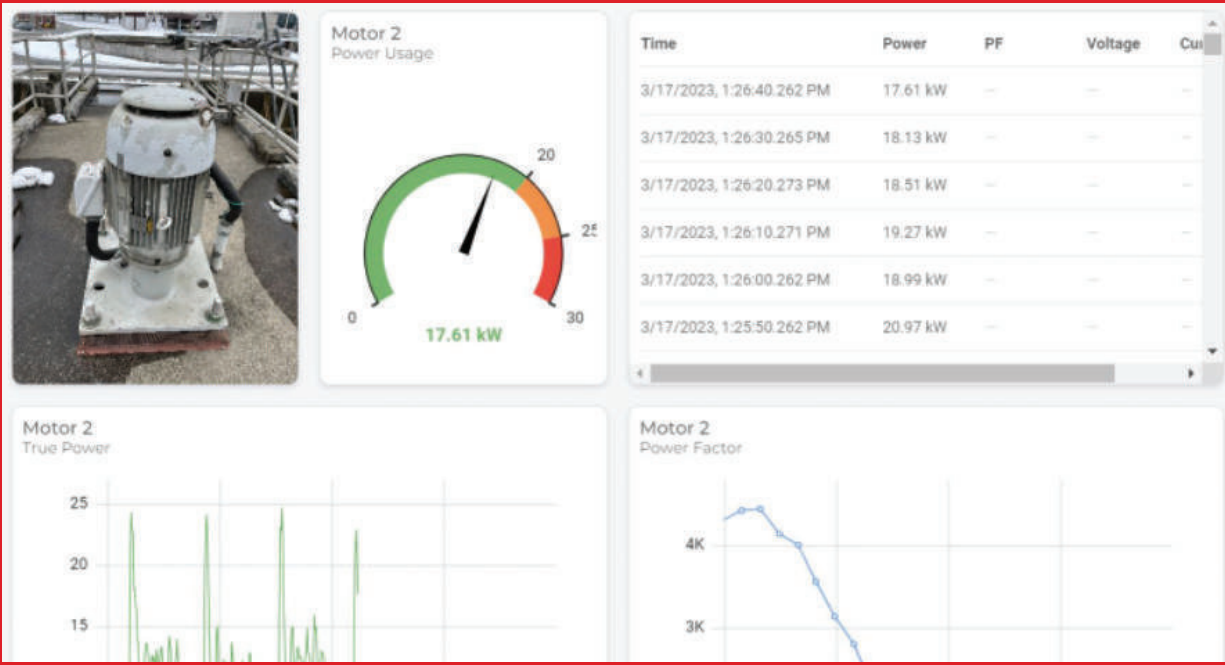 Motor 2
Power Usage
0
20
25
30
17.61 kW
Time Power PF Voltage
3/17/2023, 1:26:40.262 PM 17.61 kW — — —
3/17/2023, 1:26:30.265 PM 18.13 kW — — —
3/17/2023, 1:26:20.273 PM 18.51 kW — — —
3/17/2023, 1:26:10.271 PM 19.27 kW — — —
3/17/2023, 1:26:00.262 PM 18.99 kW — — —
3/17/2023, 1:25:50.262 PM 20.97 kW — — —
Motor 2
True Power
25
20
15
Motor 2
Power Factor
4K
3K